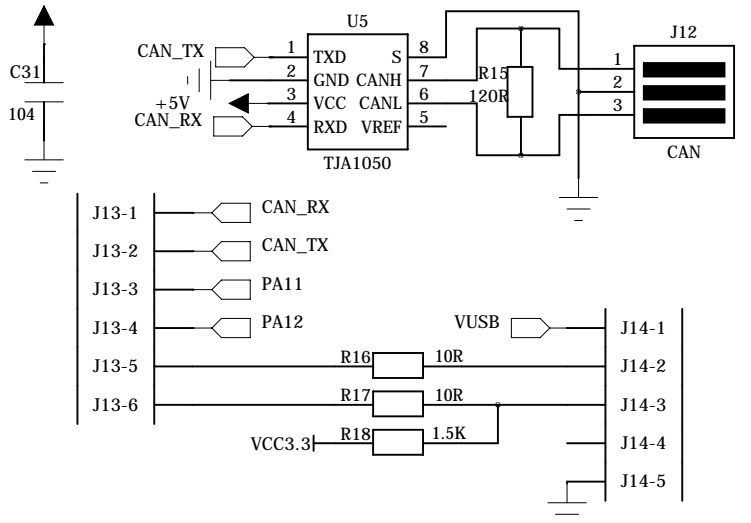 U5
J12
C31
104
CAN_TX
1
TXD
S
8
2
GND
CANH
7
+5V
3
VCC
CANL
6
CAN_RX
4
RXD
VREF
5
TJA1050
R15
120R
1
2
3
CAN
J13-1
CAN_RX
J13-2
CAN_TX
J13-3
PA11
J13-4
PA12
VUSB
J14-1
J13-5
R16
10R
J14-2
J13-6
R17
10R
J14-3
VCC3.3
R18
1.5K
J14-4
J14-5